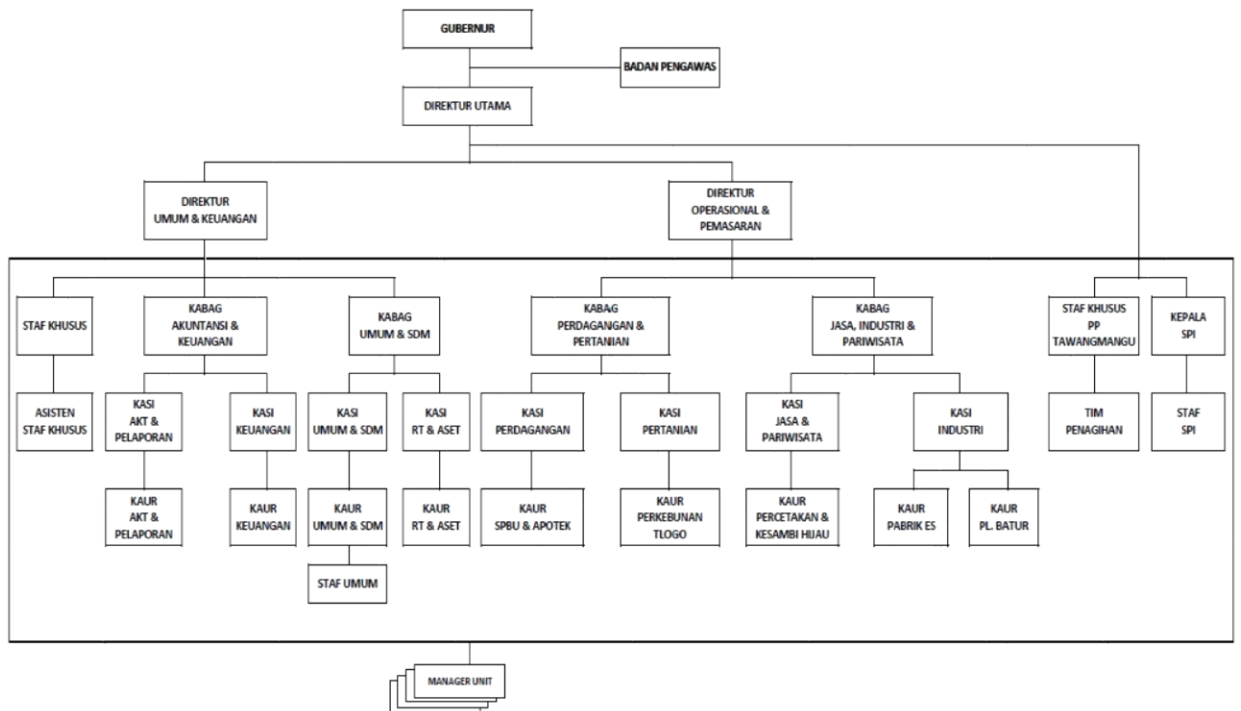 GUBERNUR
BADAN PENGAWAS
DIREKTUR UTAMA
DIREKTUR
UMUM & KEUANGAN
DIREKTUR
OPERASIONAL &
PEMASARAN
STAF KHUSUS
KABAG
AKUNTANSI &
KEUANGAN
KABAG
UMUM & SDM
KABAG
PERDAGANGAN &
PERTANIAN
KABAG
JASA, INDUSTRI &
PARIWISATA
STAF KHUSUS
PP
TAWANGMANGU
KEPALA
SPI
ASISTEN
STAF KHUSUS
KASI
AKT &
PELAPORAN
KASI
KEUANGAN
KASI
UMUM & SDM
KASI
RT & ASET
KASI
PERDAGANGAN
KASI
PERTANIAN
KASI
JASA &
PARIWISATA
KASI
INDUSTRI
TIM
PENAGIHAN
STAF
SPI
KAUR
AKT &
PELAPORAN
KAUR
KEUANGAN
KAUR
UMUM & SDM
KAUR
RT & ASET
KAUR
SPBU & APOTEK
KAUR
PERKEBUNAN
TLOGO
KAUR
PERCETAKAN &
KESAMBI HIJAU
KAUR
PABRIK ES
KAUR
PL. BATUR
STAF UMUM
MANAGER UNIT